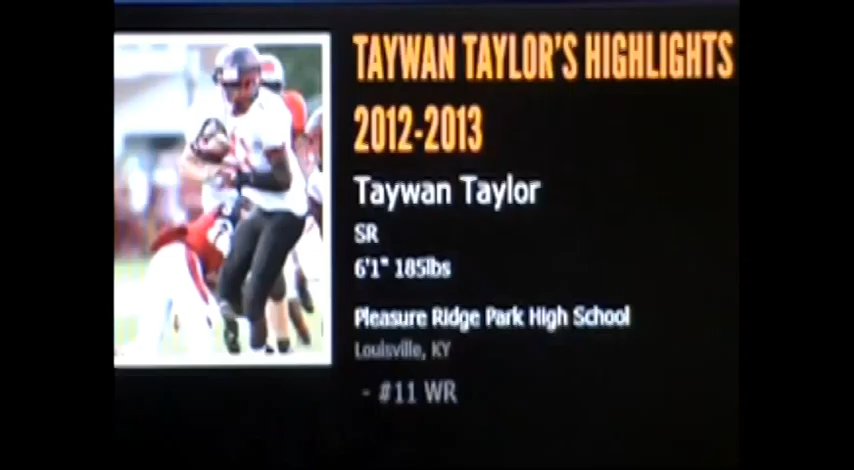 TAYWAN TAYLOR'S HIGHLIGHTS
2012-2013
Taywan Taylor
SR
6'1" 185lbs
Pleasure Ridge Park High School
Louisville, KY
- #11 WR